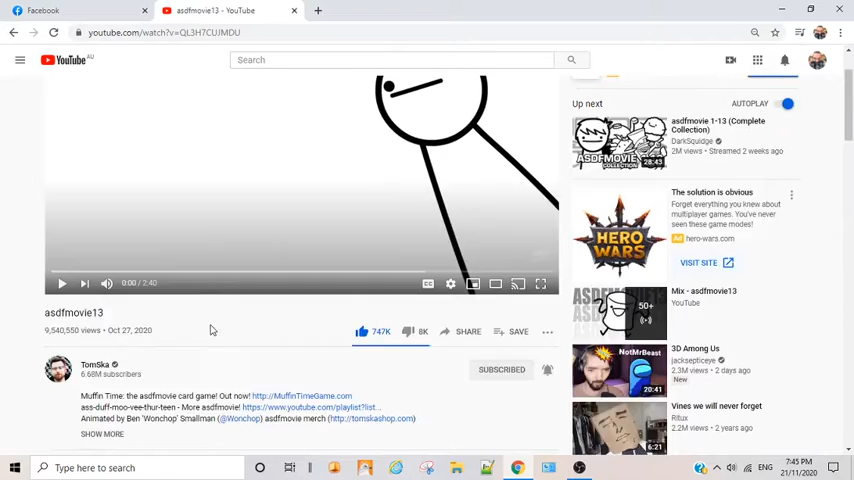 Facebook
asdfmovie13 - YouTube
youtube.com/watch?v=QL3H7CUJMDU
YouTube AU
Search
Up next
AUTOPLAY
ASDFMOVIE
COLLECTION
28:43
asdfmovie 1-13 (Complete
Collection)
DarkSquidge
2M views • Streamed 2 weeks ago
HERO
WARS
The solution is obvious
Forget everything you knew about
multiplayer games. You've never
seen these game modes!
Ad hero-wars.com
VISIT SITE
0:00 / 2:40
asdfmovie13
9,540,550 views • Oct 27, 2020
747K
8K
SHARE
SAVE
50+
Mix - asdfmovie13
YouTube
TomSka
6.68M subscribers
SUBSCRIBED
NotMrBeast
20:41
3D Among Us
jacksepticeye
2.3M views • 2 days ago
New
Muffin Time: the asdfmovie card game! Out now! http://MuffinTimeGame.com
ass-duff-moo-vee-thur-teen - More asdfmovie! https://www.youtube.com/playlist?list...
Animated by Ben 'Wonchop' Smallman (@Wonchop) asdfmovie merch (http://tomskashop.com)
SHOW MORE
6:21
Vines we will never forget
Ritux
2.2M views • 2 years ago
Type here to search
ENG
7:45 PM
21/11/2020